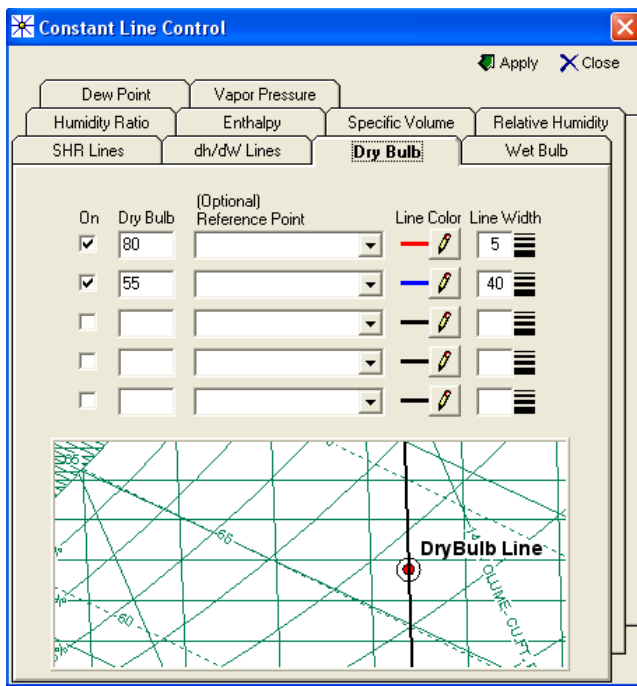 Constant Line Control
Apply Close
Dew Point Vapor Pressure
Humidity Ratio Enthalpy Specific Volume Relative Humidity
SHR Lines dh/dW Lines Dry Bulb Wet Bulb
(Optional)
On Dry Bulb Reference Point Line Color Line Width
80 5
55 40
65
65
DryBulb Line
60